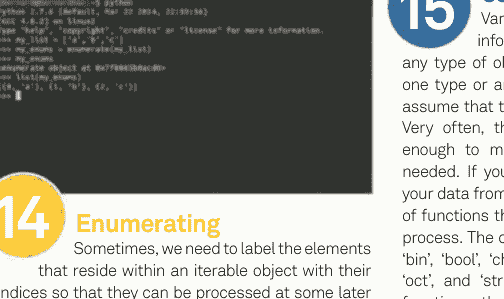 python
Python 2.7.6 (default, Mar 22 2014, 22:59:56)
[GCC 4.8.2] on linux2
Type "help", "copyright", "credits" or "license" for more information.
>>> my_list = ['a','b','c']
>>> my_enums = enumerate(my_list)
>>> my_enums
<enumerate object at
>>> list(my_enums)
[(0, 'a'), (1, 'b'), (2, 'c')]
>>>
14
Enumerating
Sometimes, we need to label the elements
that reside within an iterable object with their
ndices so that they can be processed at some later
15
Var
info
any type of ob
one type or a
assume that t
Very often, th
enough to m
needed. If you
your data from
of functions th
process. The c
'bin', 'bool', 'ch
'oct', and 'str